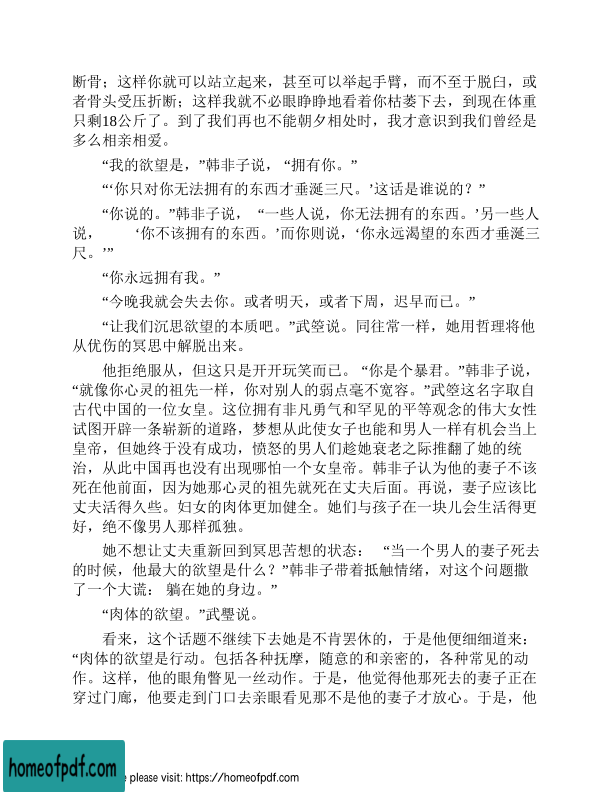 断骨；这样你就可以站立起来，甚至可以举起手臂，而不至于脱臼，或
者骨头受压折断；这样我就不必眼睁睁地看着你枯萎下去，到现在体重
只剩18公斤了。到了我们再也不能朝夕相处时，我才意识到我们曾经是
多么相亲相爱。
“我的欲望是，”韩非子说，“拥有你。”
“‘你只对你无法拥有的东西才垂涎三尺。’这话是谁说的？”
“你说的。”韩非子说， “一些人说，你无法拥有的东西。’另一些人
说， ‘你不该拥有的东西。’而你则说，‘你永远渴望的东西才垂涎三
尺。’”
“你永远拥有我。”
“今晚我就会失去你。或者明天，或者下周，迟早而已。”
“让我们沉思欲望的本质吧。”武箜说。同往常一样，她用哲理将他
从优伤的冥思中解脱出来。
他拒绝服从，但这只是开开玩笑而已。 “你是个暴君。”韩非子说，
“就像你心灵的祖先一样，你对别人的弱点毫不宽容。”武箜这名字取自
古代中国的一位女皇。这位拥有非凡勇气和罕见的平等观念的伟大女性
试图开辟一条崭新的道路，梦想从此使女子也能和男人一样有机会当上
皇帝，但她终于没有成功，愤怒的男人们趁她衰老之际推翻了她的统
治，从此中国再也没有出现哪怕一个女皇帝。韩非子认为他的妻子不该
死在他前面，因为她那心灵的祖先就死在丈夫后面。再说，妻子应该比
丈夫活得久些。妇女的肉体更加健全。她们与孩子在一块儿会生活得更
好，绝不像男人那样孤独。
她不想让丈夫重新回到冥思苦想的状态： “当一个男人的妻子死去
的时候，他最大的欲望是什么？”韩非子带着抵触情绪，对这个问题撒
了一个大谎： 躺在她的身边。”
“肉体的欲望。”武曌说。
看来，这个话题不继续下去她是不肯罢休的，于是他便细细道来：
“肉体的欲望是行动。包括各种抚摩，随意的和亲密的，各种常见的动
作。这样，他的眼角瞥见一丝动作。于是，他觉得他那死去的妻子正在
穿过门廊，他要走到门口去亲眼看见那不是他的妻子才放心。于是，他
homeofpdf.com
e please visit: https://homeofpdf.com